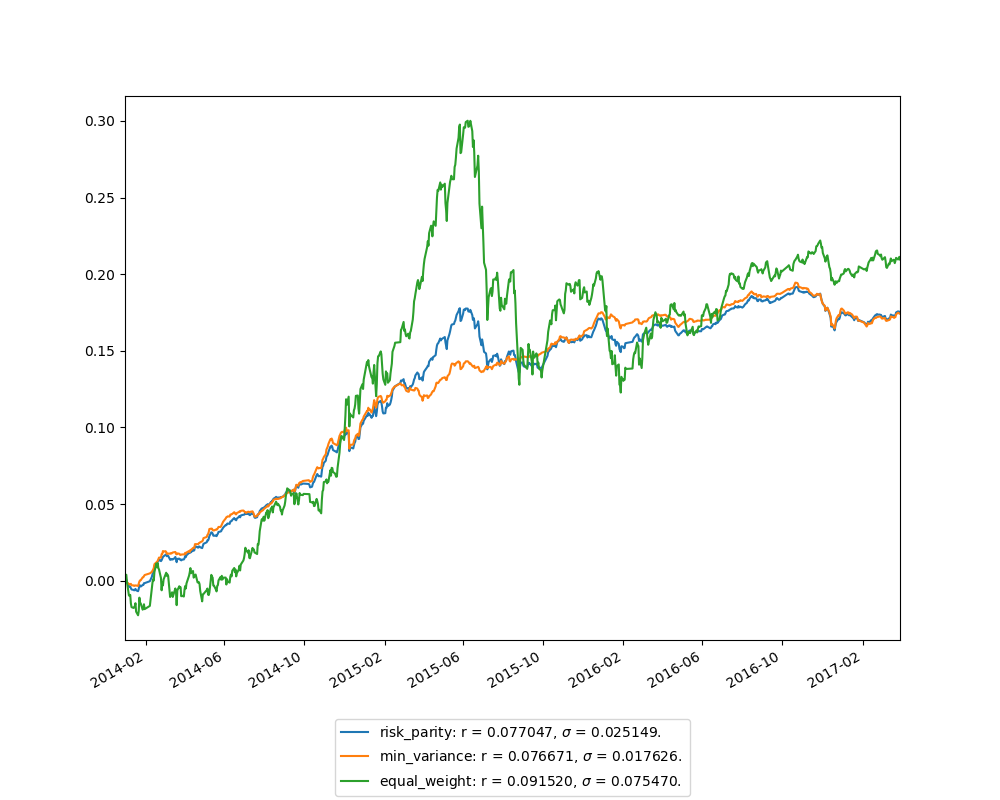 0.30
0.25
0.20
0.15
0.10
0.05
0.00
2014-02 2014-06 2014-10 2015-02 2015-06 2015-10 2016-02 2016-06 2016-10 2017-02
risk_parity: r = 0.077047, σ = 0.025149.
min_variance: r = 0.076671, σ = 0.017626.
equal_weight: r = 0.091520, σ = 0.075470.